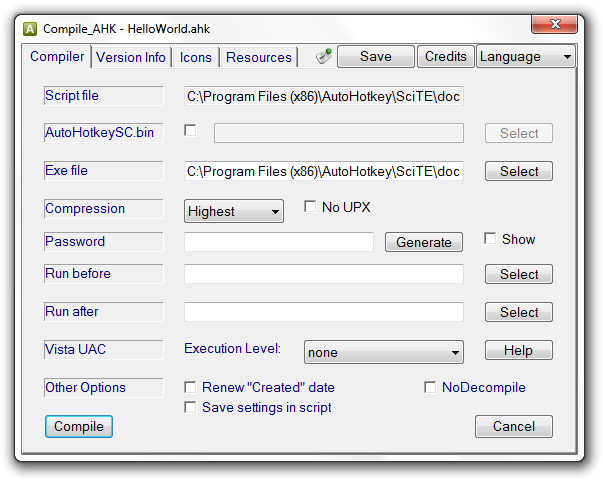 A Compile_AHK - HelloWorld.ahk
Compiler Version Info Icons Resources Save Credits Language
Script file C:\Program Files (x86)\AutoHotkey\SciTE\doc
AutoHotkeySC.bin Select
Exe file C:\Program Files (x86)\AutoHotkey\SciTE\doc Select
Compression Highest No UPX
Password Generate Show
Run before Select
Run after Select
Vista UAC Execution Level: none Help
Other Options Renew "Created" date NoDecompile
Save settings in script
Compile Cancel